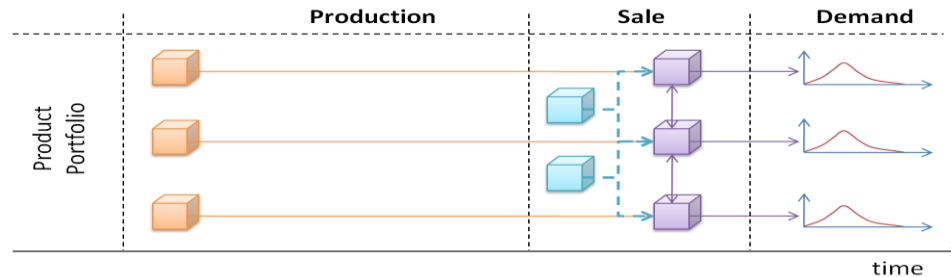 Production
Sale
Demand
Product
Portfolio
time